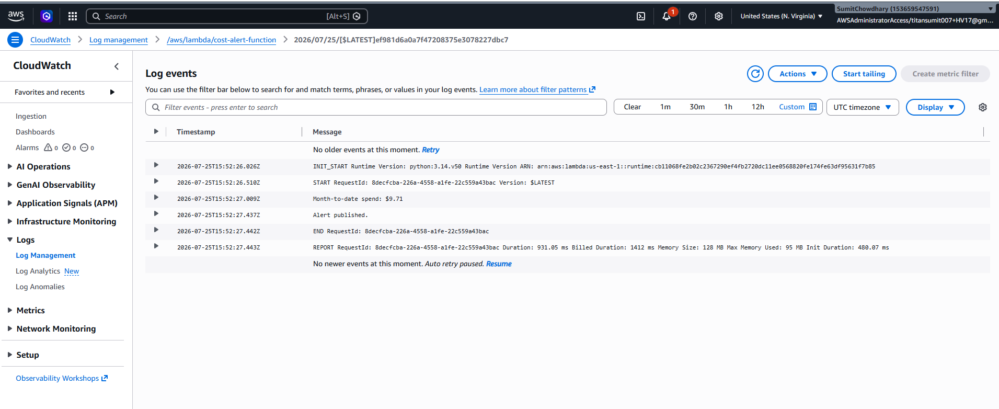 aws
Search [Alt+S]
1
United States (N. Virginia)
SumitChowdhary (153659547591)
AWSAdministratorAccess/titansumit007+HV17@gm...
CloudWatch Log management /aws/lambda/cost-alert-function 2026/07/25/[$LATEST]ef981d6a0a7f47208375e3078227dbc7
CloudWatch
Favorites and recents
Ingestion
Dashboards
Alarms 0 0 0
AI Operations
GenAI Observability
Application Signals (APM)
Infrastructure Monitoring
Logs
Log Management
Log Analytics New
Log Anomalies
Metrics
Network Monitoring
Setup
Observability Workshops
Log events
Actions
Start tailing
Create metric filter
You can use the filter bar below to search for and match terms, phrases, or values in your log events. Learn more about filter patterns
Filter events - press enter to search
Clear 1m 30m 1h 12h Custom
UTC timezone
Display
Timestamp Message
No older events at this moment. Retry
2026-07-25T15:52:26.026Z INIT_START Runtime Version: python:3.14.v50 Runtime Version ARN: arn:aws:lambda:us-east-1::runtime:cb11068fe2b02c2367290ef4fb2720dc11ee0568820fe174fe63df95631f7b85
2026-07-25T15:52:26.510Z START RequestId: 8decfcba-226a-4558-a1fe-22c559a43bac Version: $LATEST
2026-07-25T15:52:27.009Z Month-to-date spend: $9.71
2026-07-25T15:52:27.437Z Alert published.
2026-07-25T15:52:27.442Z END RequestId: 8decfcba-226a-4558-a1fe-22c559a43bac
2026-07-25T15:52:27.443Z REPORT RequestId: 8decfcba-226a-4558-a1fe-22c559a43bac Duration: 931.05 ms Billed Duration: 1412 ms Memory Size: 128 MB Max Memory Used: 95 MB Init Duration: 480.07 ms
No newer events at this moment. Auto retry paused. Resume